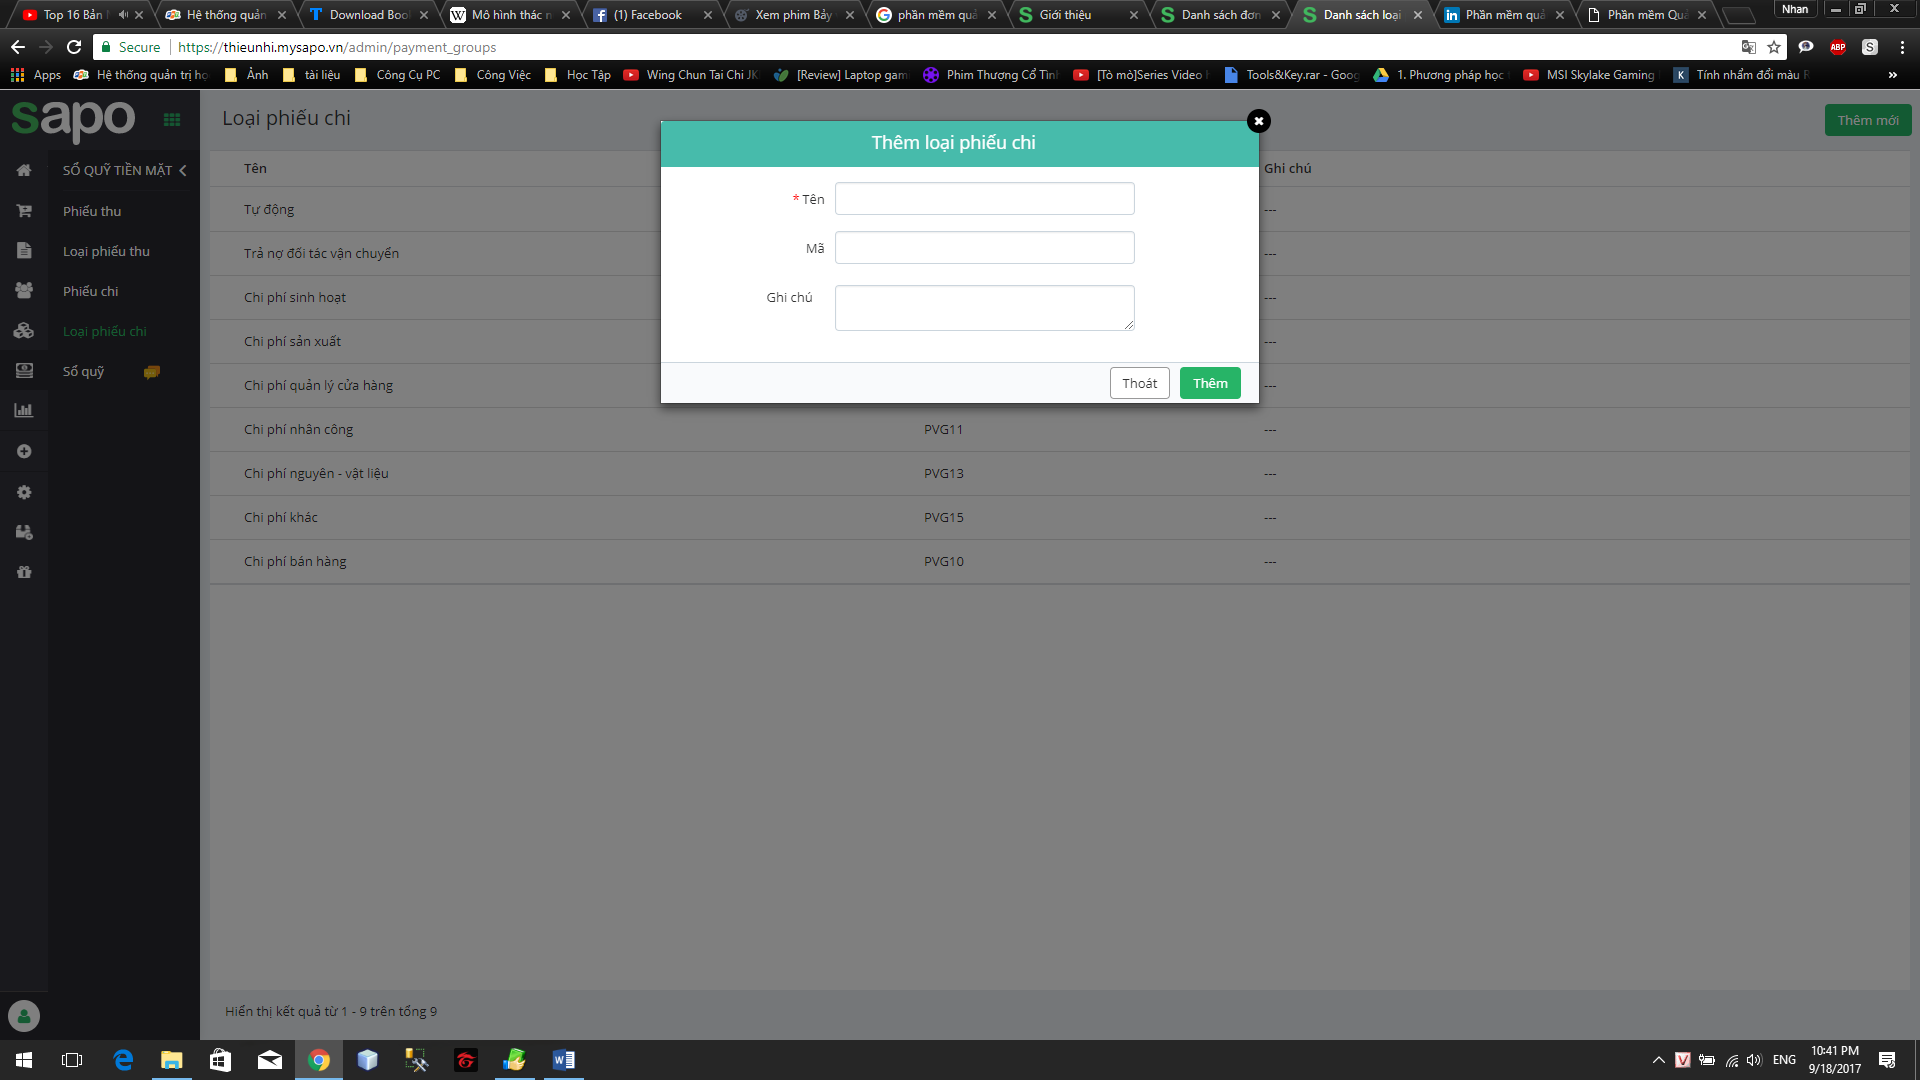 Top 16 Bản
Hệ thống quản
Download Boo
Mô hình thác n
(1) Facebook
Xem phim Bảy
phần mềm quả
Giới thiệu
Danh sách đơn
Danh sách loại
Phần mềm quả
Phần mềm Quả
Nhan
Secure
https://thieunhi.mysapo.vn/admin/payment_groups
ABP
S
Apps
Hệ thống quản trị họ
Ảnh
tài liệu
Công Cụ PC
Công Việc
Học Tập
Wing Chun Tai Chi JK
[Review] Laptop gam
Phim Thượng Cổ Tình
[Tò mò]Series Video
Tools&Key.rar - Goog
1. Phương pháp học
MSI Skylake Gaming
Tính nhẩm đổi màu
sapo
Loại phiếu chi
Thêm mới
SỔ QUỸ TIỀN MẶT
Phiếu thu
Loại phiếu thu
Phiếu chi
Loại phiếu chi
Sổ quỹ
Thêm loại phiếu chi
* Tên
Mã
Ghi chú
Thoát
Thêm
Tên
Ghi chú
Tự động
---
Trả nợ đối tác vận chuyển
---
Chi phí sinh hoạt
---
Chi phí sản xuất
---
Chi phí quản lý cửa hàng
---
Chi phí nhân công PVG11 ---
Chi phí nguyên - vật liệu PVG13 ---
Chi phí khác PVG15 ---
Chi phí bán hàng PVG10 ---
Hiển thị kết quả từ 1 - 9 trên tổng 9
ENG
10:41 PM
9/18/2017